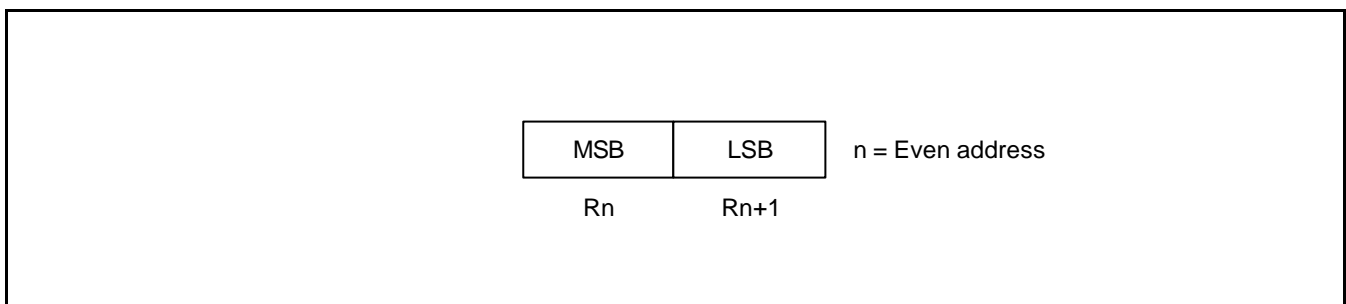 MSB LSB n = Even address
Rn Rn+1